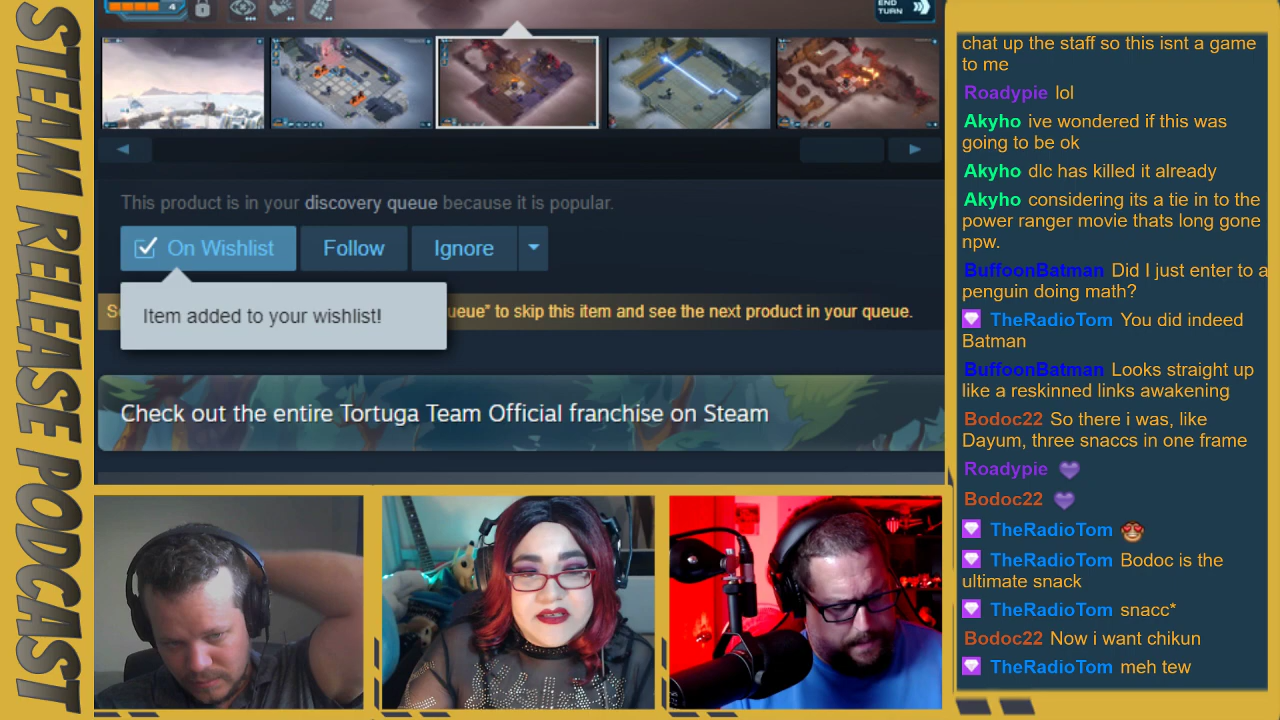 STEAM RELEASE PODCAST
4
END
TURN
This product is in your discovery queue because it is popular.
On Wishlist
Follow
Ignore
Item added to your wishlist!
ueue" to skip this item and see the next product in your queue.
Check out the entire Tortuga Team Official franchise on Steam
chat up the staff so this isnt a game
to me
Roadypie lol
Akyho ive wondered if this was
going to be ok
Akyho dlc has killed it already
Akyho considering its a tie in to the
power ranger movie thats long gone
npw.
BuffoonBatman Did I just enter to a
penguin doing math?
TheRadioTom You did indeed
Batman
BuffoonBatman Looks straight up
like a reskinned links awakening
Bodoc22 So there i was, like
Dayum, three snaccs in one frame
Roadypie
Bodoc22
TheRadioTom
TheRadioTom Bodoc is the
ultimate snack
TheRadioTom snacc*
Bodoc22 Now i want chikun
TheRadioTom meh tew